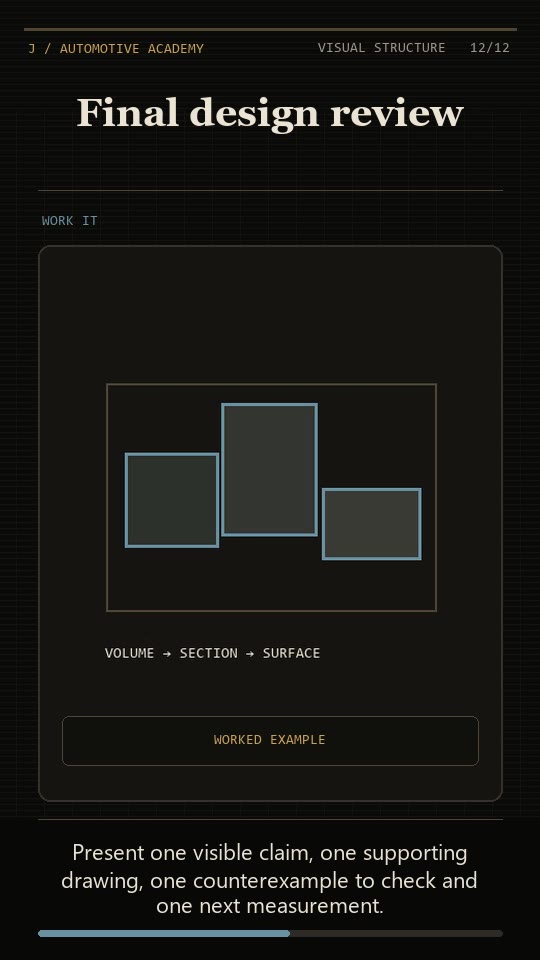 J / AUTOMOTIVE ACADEMY
VISUAL STRUCTURE 12/12
Final design review
WORK IT
VOLUME → SECTION → SURFACE
WORKED EXAMPLE
Present one visible claim, one supporting
drawing, one counterexample to check and
one next measurement.